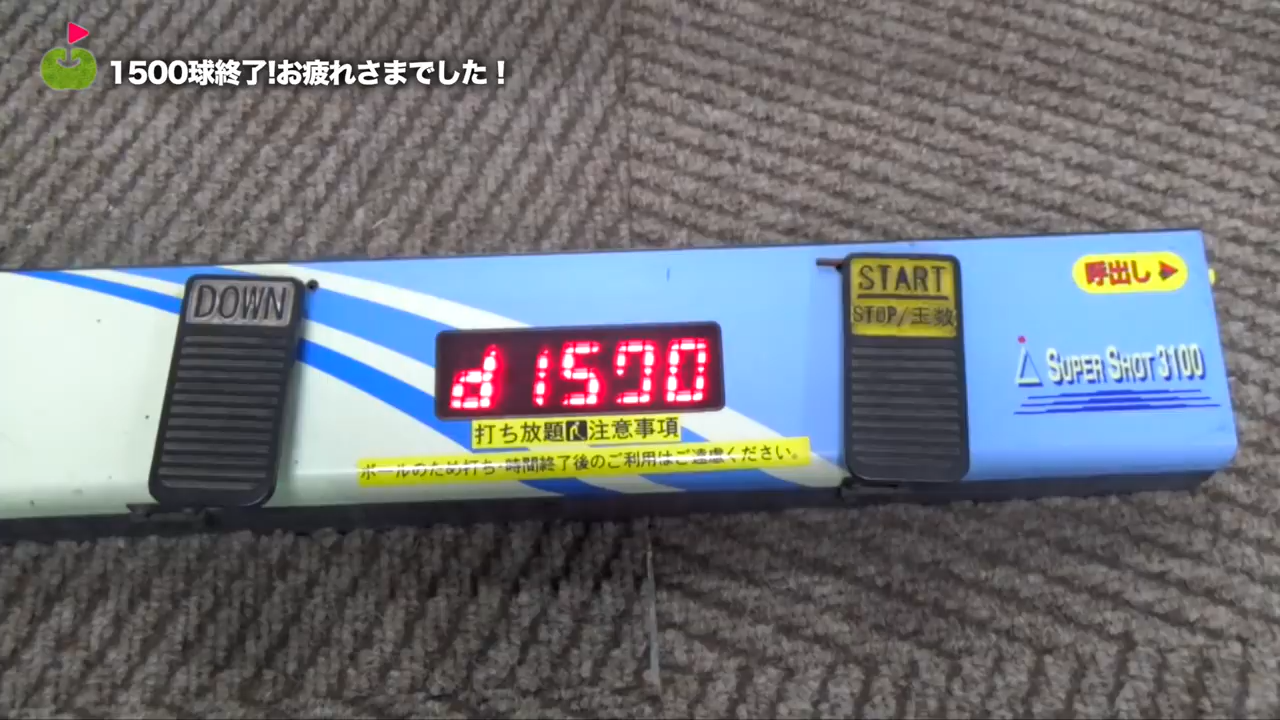 1500球終了!お疲れさまでした！
DOWN
START
STOP/玉数
呼出し
SUPER SHOT 3100
d1500
打ち放題 注意事項
ボールのため打ち・時間終了後のご利用はご遠慮ください。